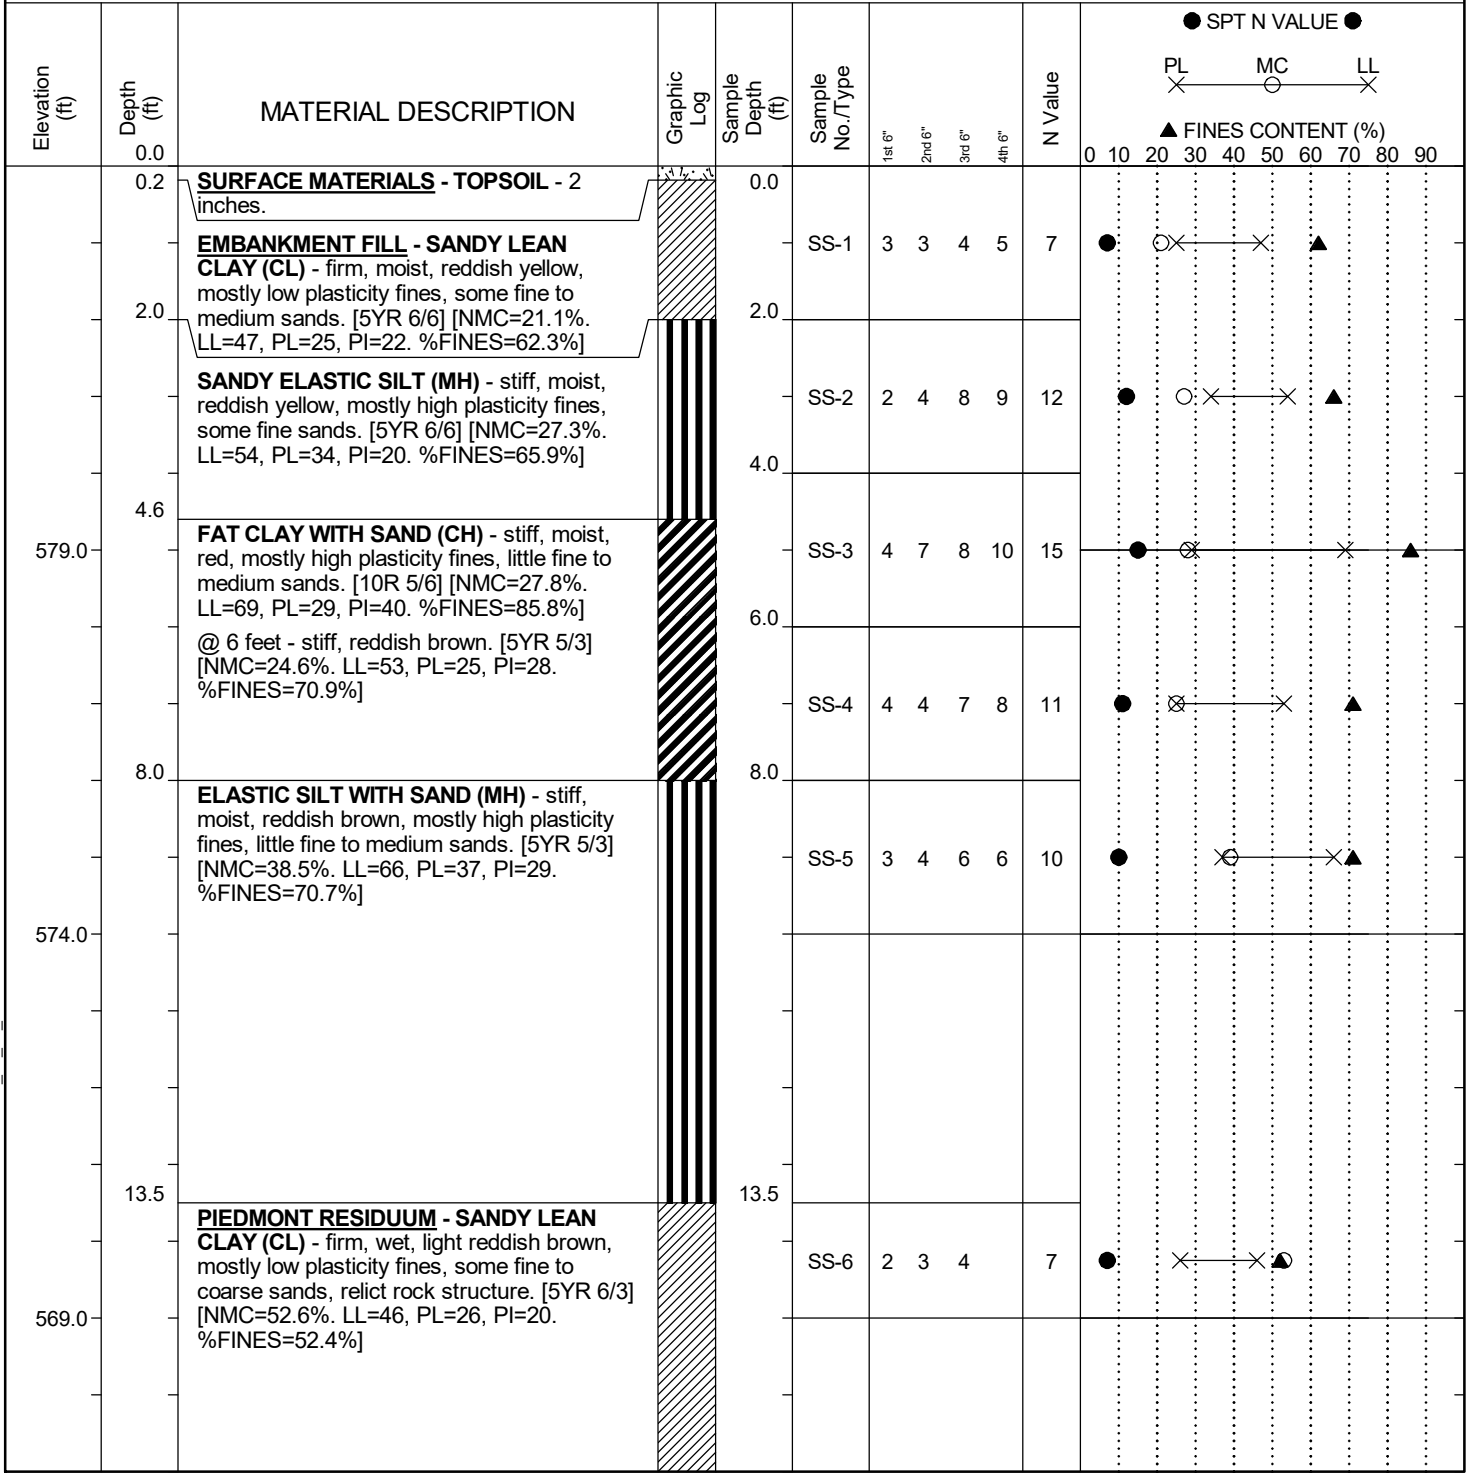 ● SPT N VALUE ●
PL MC LL
▲ FINES CONTENT (%)
0 10 20 30 40 50 60 70 80 90
Elevation
(ft)
Depth
(ft)
0.0
MATERIAL DESCRIPTION
Graphic
Log
Sample
Depth
(ft)
Sample
No./Type
1st 6"
2nd 6"
3rd 6"
4th 6"
N Value
0.2
SURFACE MATERIALS - TOPSOIL - 2
inches.
0.0
EMBANKMENT FILL - SANDY LEAN
CLAY (CL) - firm, moist, reddish yellow,
mostly low plasticity fines, some fine to
medium sands. [5YR 6/6] [NMC=21.1%.
LL=47, PL=25, PI=22. %FINES=62.3%]
SS-1 3 3 4 5 7
2.0
2.0
SANDY ELASTIC SILT (MH) - stiff, moist,
reddish yellow, mostly high plasticity fines,
some fine sands. [5YR 6/6] [NMC=27.3%.
LL=54, PL=34, PI=20. %FINES=65.9%]
SS-2 2 4 8 9 12
4.0
4.6
FAT CLAY WITH SAND (CH) - stiff, moist,
red, mostly high plasticity fines, little fine to
medium sands. [10R 5/6] [NMC=27.8%.
LL=69, PL=29, PI=40. %FINES=85.8%]
579.0
SS-3 4 7 8 10 15
6.0
@ 6 feet - stiff, reddish brown. [5YR 5/3]
[NMC=24.6%. LL=53, PL=25, PI=28.
%FINES=70.9%]
SS-4 4 4 7 8 11
8.0
8.0
ELASTIC SILT WITH SAND (MH) - stiff,
moist, reddish brown, mostly high plasticity
fines, little fine to medium sands. [5YR 5/3]
[NMC=38.5%. LL=66, PL=37, PI=29.
%FINES=70.7%]
SS-5 3 4 6 6 10
574.0
13.5
13.5
PIEDMONT RESIDUUM - SANDY LEAN
CLAY (CL) - firm, wet, light reddish brown,
mostly low plasticity fines, some fine to
coarse sands, relict rock structure. [5YR 6/3]
[NMC=52.6%. LL=46, PL=26, PI=20.
%FINES=52.4%]
SS-6 2 3 4 7
569.0